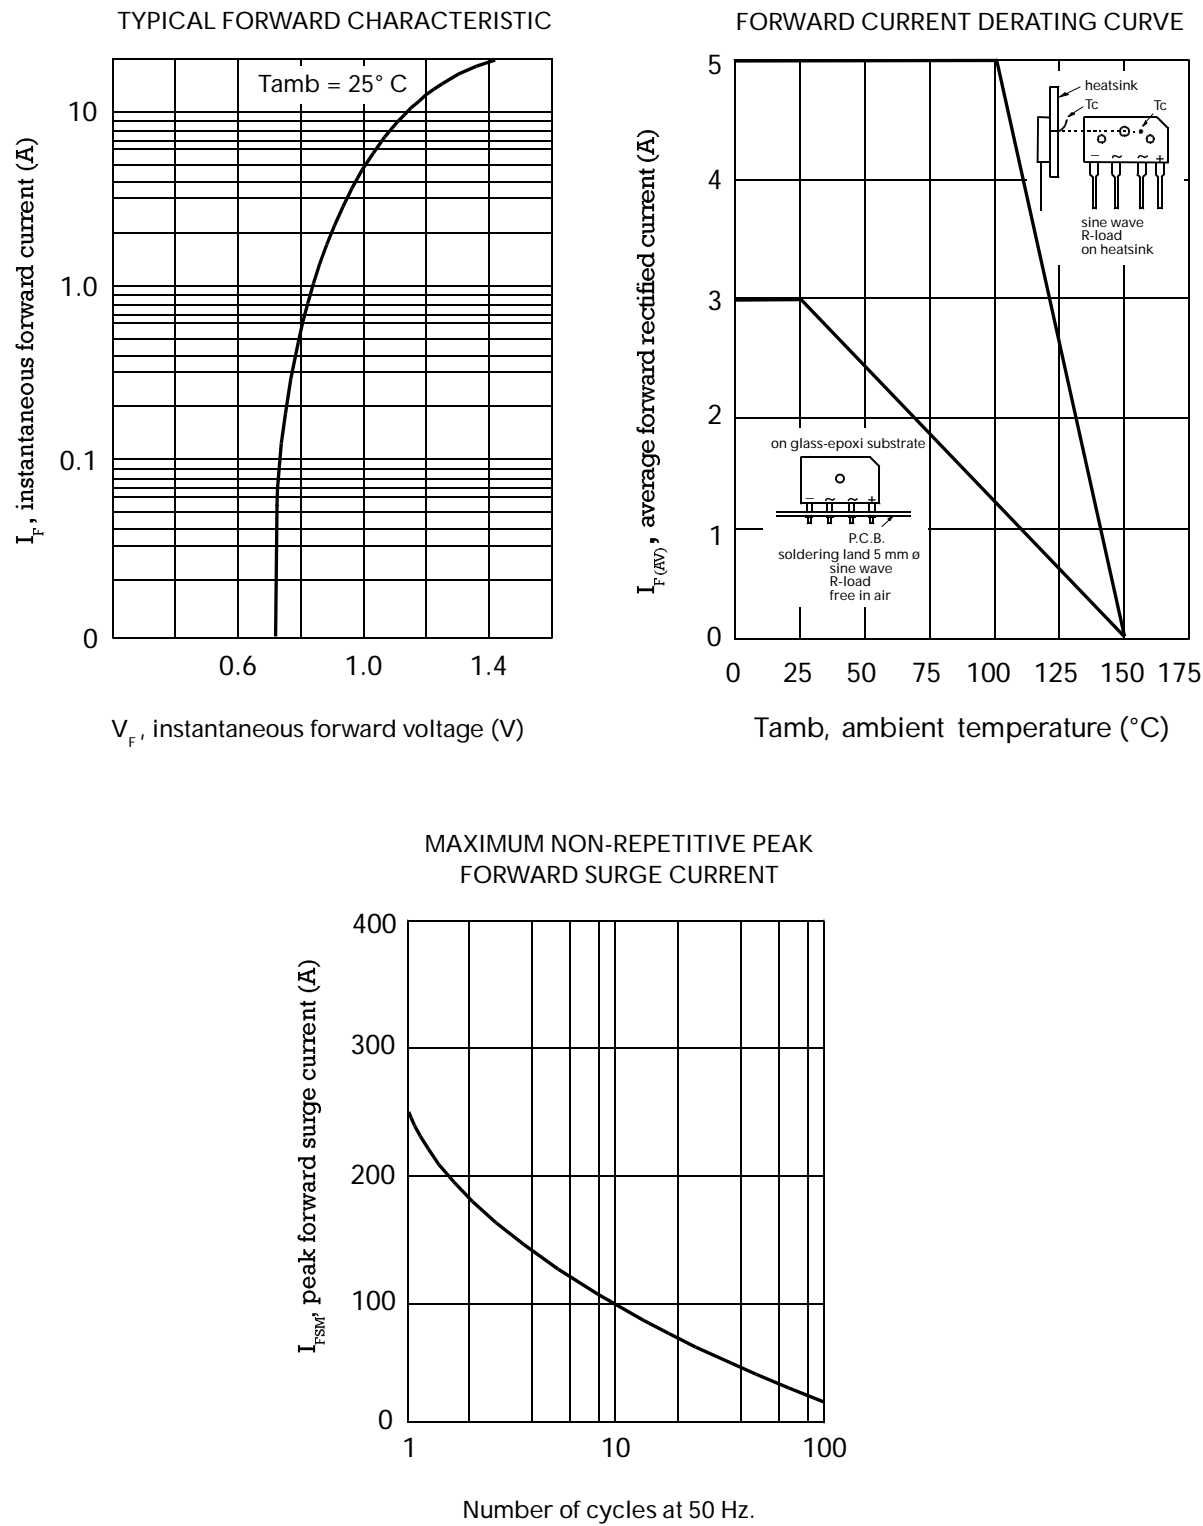 TYPICAL FORWARD CHARACTERISTIC
Tamb = 25° C
10
1.0
0.1
0
0.6 1.0 1.4
I_F, instantaneous forward current (A)
V_F, instantaneous forward voltage (V)
FORWARD CURRENT DERATING CURVE
5
4
3
2
1
0
0 25 50 75 100 125 150 175
I_F(AV), average forward rectified current (A)
Tamb, ambient temperature (°C)
heatsink
Tc
Tc
− ~ ~ +
sine wave
R-load
on heatsink
on glass-epoxi substrate
− ~ ~ +
P.C.B.
soldering land 5 mm ø
sine wave
R-load
free in air
MAXIMUM NON-REPETITIVE PEAK
FORWARD SURGE CURRENT
400
300
200
100
0
1 10 100
I_FSM, peak forward surge current (A)
Number of cycles at 50 Hz.